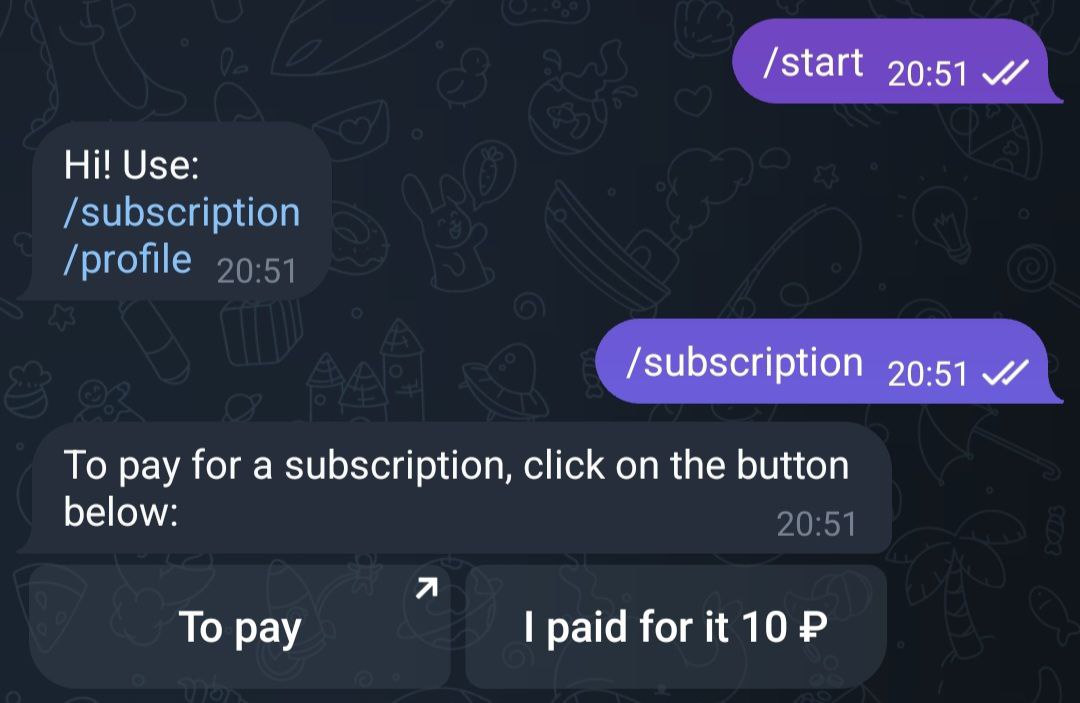 /start 20:51
Hi! Use:
/subscription
/profile 20:51
/subscription 20:51
To pay for a subscription, click on the button
below:
20:51
To pay
I paid for it 10 ₽